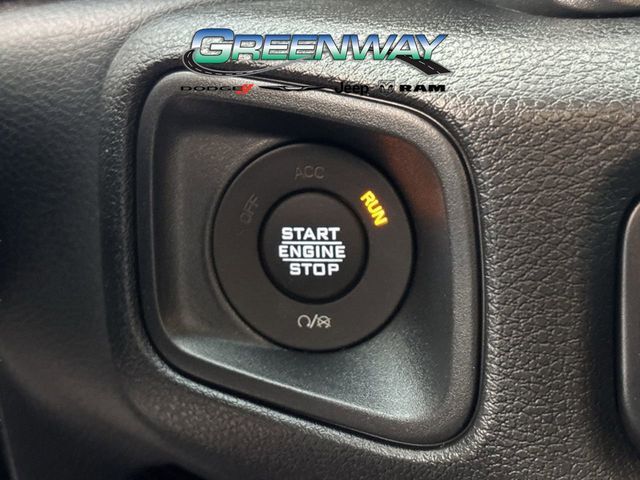 GREENWAY
DODGE Jeep RAM
ACC
OFF
RUN
START
ENGINE
STOP